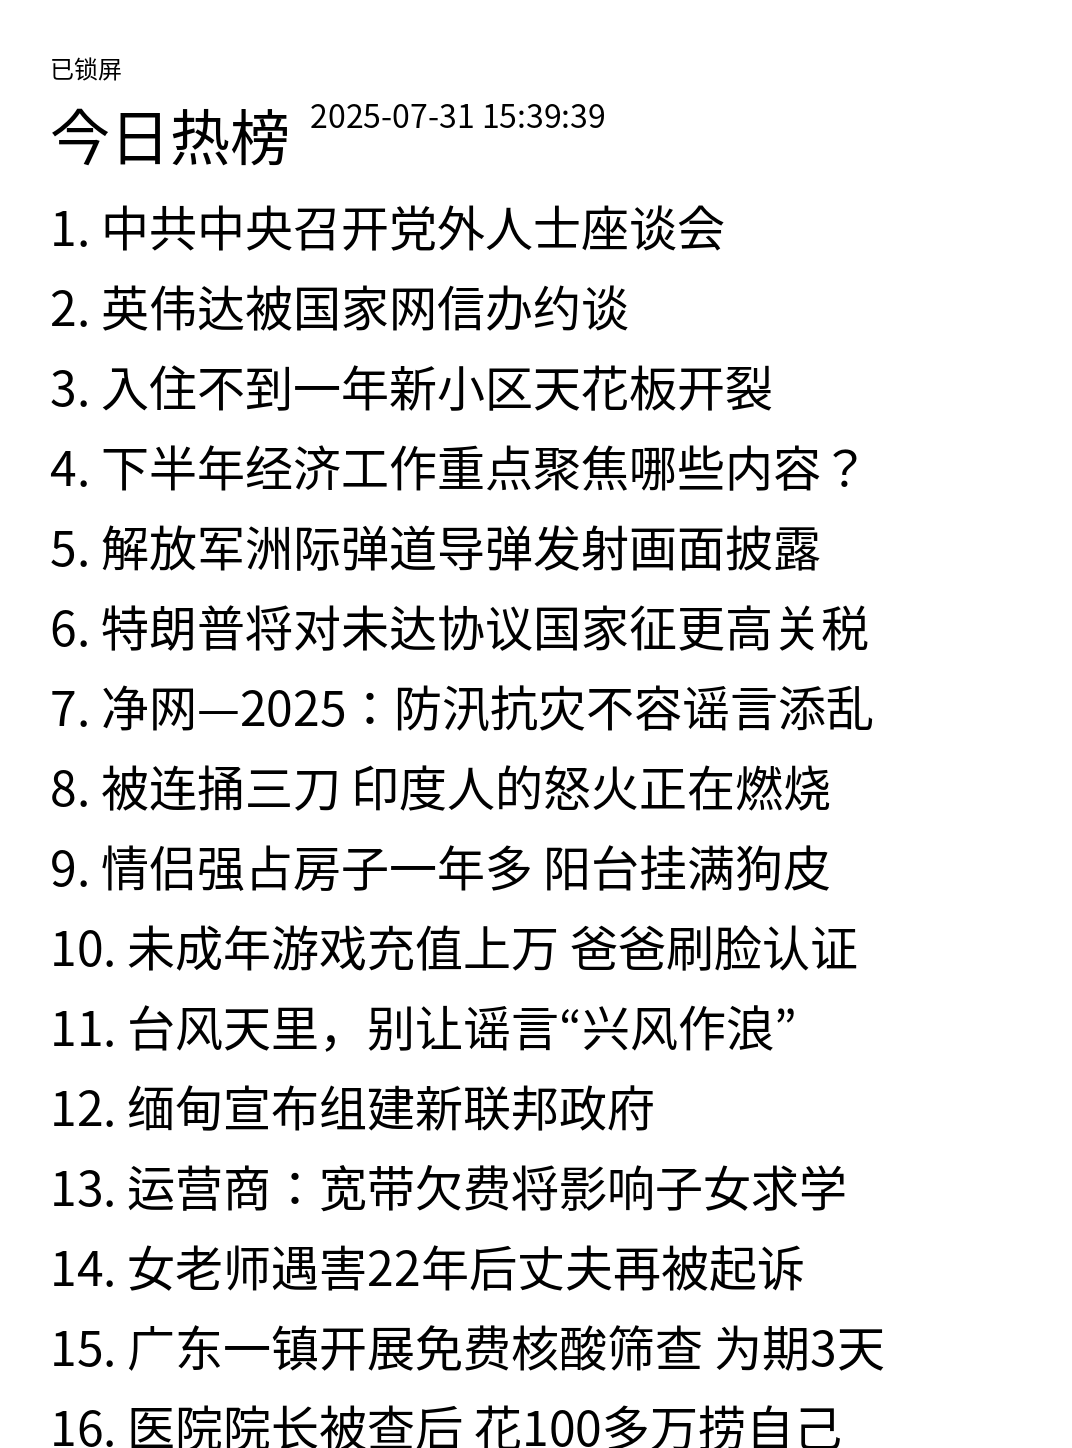 已锁屏
今日热榜 2025-07-31 15:39:39
1. 中共中央召开党外人士座谈会
2. 英伟达被国家网信办约谈
3. 入住不到一年新小区天花板开裂
4. 下半年经济工作重点聚焦哪些内容？
5. 解放军洲际弹道导弹发射画面披露
6. 特朗普将对未达协议国家征更高关税
7. 净网—2025：防汛抗灾不容谣言添乱
8. 被连捅三刀 印度人的怒火正在燃烧
9. 情侣强占房子一年多 阳台挂满狗皮
10. 未成年游戏充值上万 爸爸刷脸认证
11. 台风天里，别让谣言“兴风作浪”
12. 缅甸宣布组建新联邦政府
13. 运营商：宽带欠费将影响子女求学
14. 女老师遇害22年后丈夫再被起诉
15. 广东一镇开展免费核酸筛查 为期3天
16. 医院院长被查后 花100多万捞自己